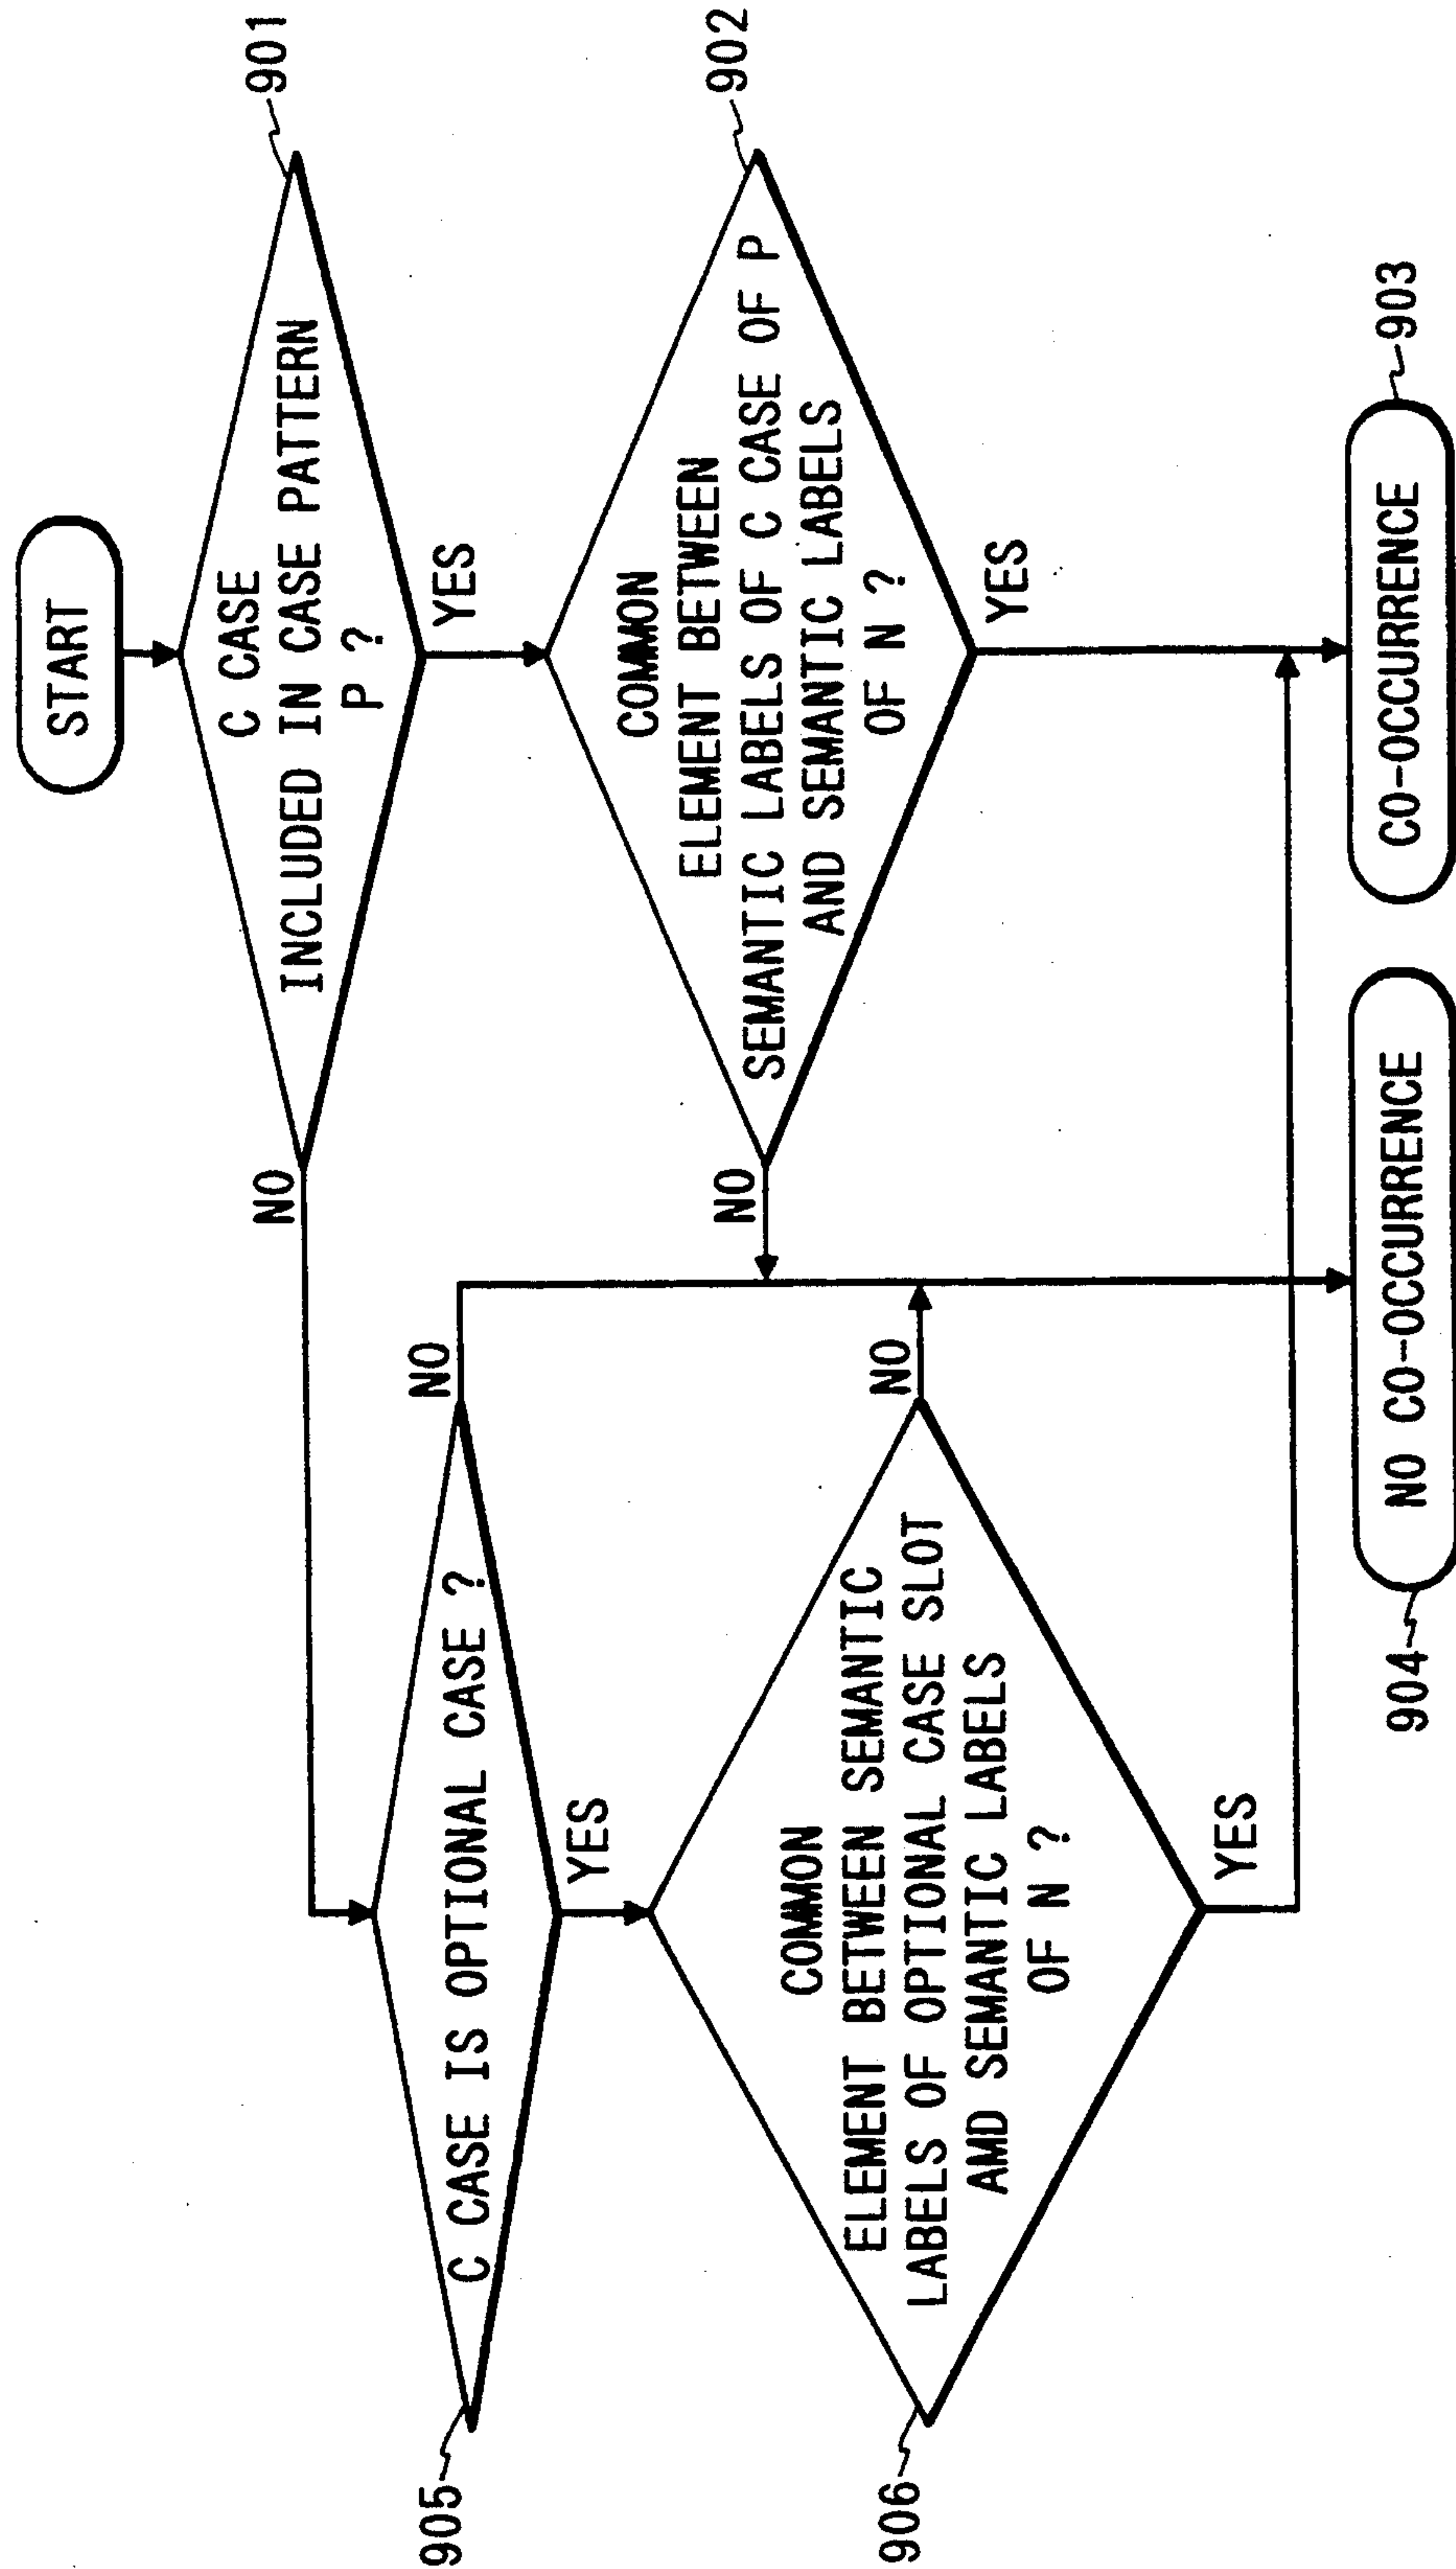 START
901
C CASE
INCLUDED IN CASE PATTERN
P ?
NO
YES
905
C CASE IS OPTIONAL CASE ?
NO
YES
902
COMMON
ELEMENT BETWEEN
SEMANTIC LABELS OF C CASE OF P
AND SEMANTIC LABELS
OF N ?
NO
YES
906
COMMON
ELEMENT BETWEEN SEMANTIC
LABELS OF OPTIONAL CASE SLOT
AMD SEMANTIC LABELS
OF N ?
NO
YES
904
NO CO-OCCURRENCE
CO-OCCURRENCE
903